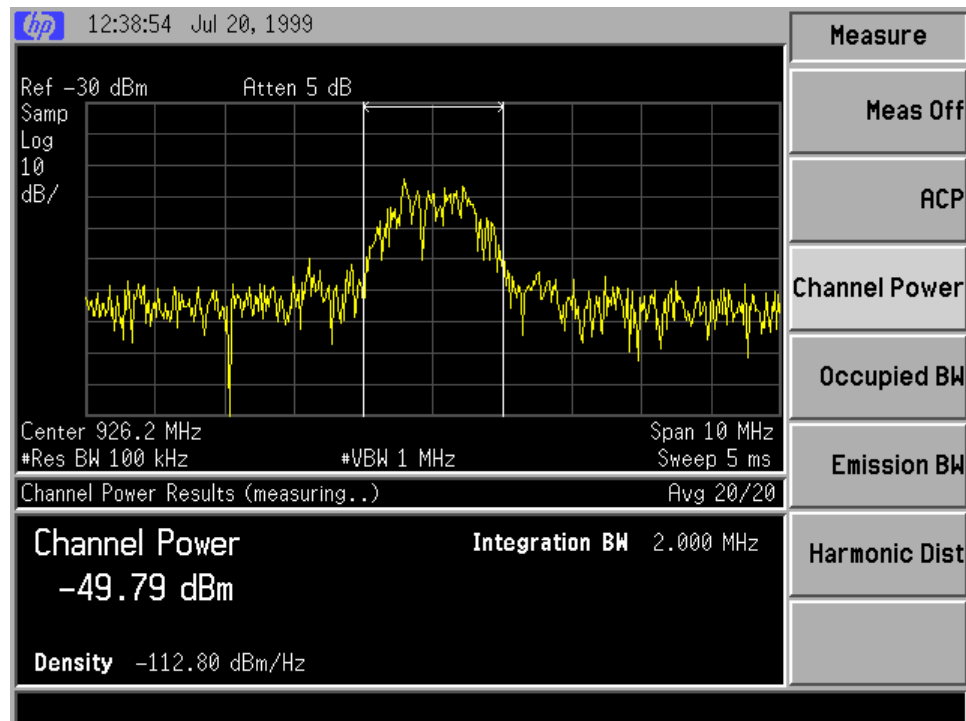 hp 12:38:54 Jul 20, 1999
Ref -30 dBm Atten 5 dB
Samp
Log
10
dB/
Center 926.2 MHz Span 10 MHz
#Res BW 100 kHz #VBW 1 MHz Sweep 5 ms
Channel Power Results (measuring..) Avg 20/20
Channel Power Integration BW 2.000 MHz
-49.79 dBm
Density -112.80 dBm/Hz
Measure
Meas Off
ACP
Channel Power
Occupied BW
Emission BW
Harmonic Dist